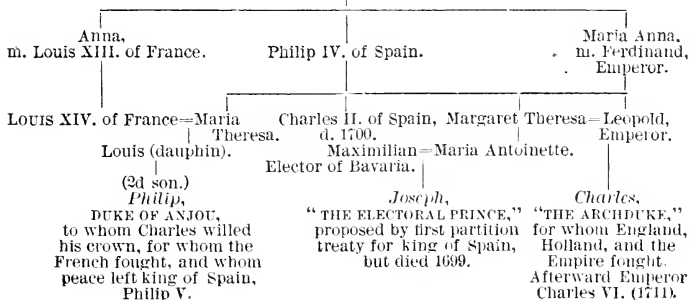 Anna, Maria Anna,
m. Louis XIII. of France. Philip IV. of Spain. m. Ferdinand,
Emperor.
LOUIS XIV. of France=Maria Charles II. of Spain, Margaret Theresa=Leopold,
Theresa. d. 1700. Emperor.
Louis (dauphin). Maximilian=Maria Antoinette.
Elector of Bavaria.
(2d son.)
Philip, Joseph, Charles,
DUKE OF ANJOU, "THE ELECTORAL PRINCE," "THE ARCHDUKE,"
to whom Charles willed proposed by first partition for whom England,
his crown, for whom the treaty for king of Spain, Holland, and the
French fought, and whom but died 1699. Empire fought.
peace left king of Spain, Afterward Emperor
Philip V. Charles VI. (1711).